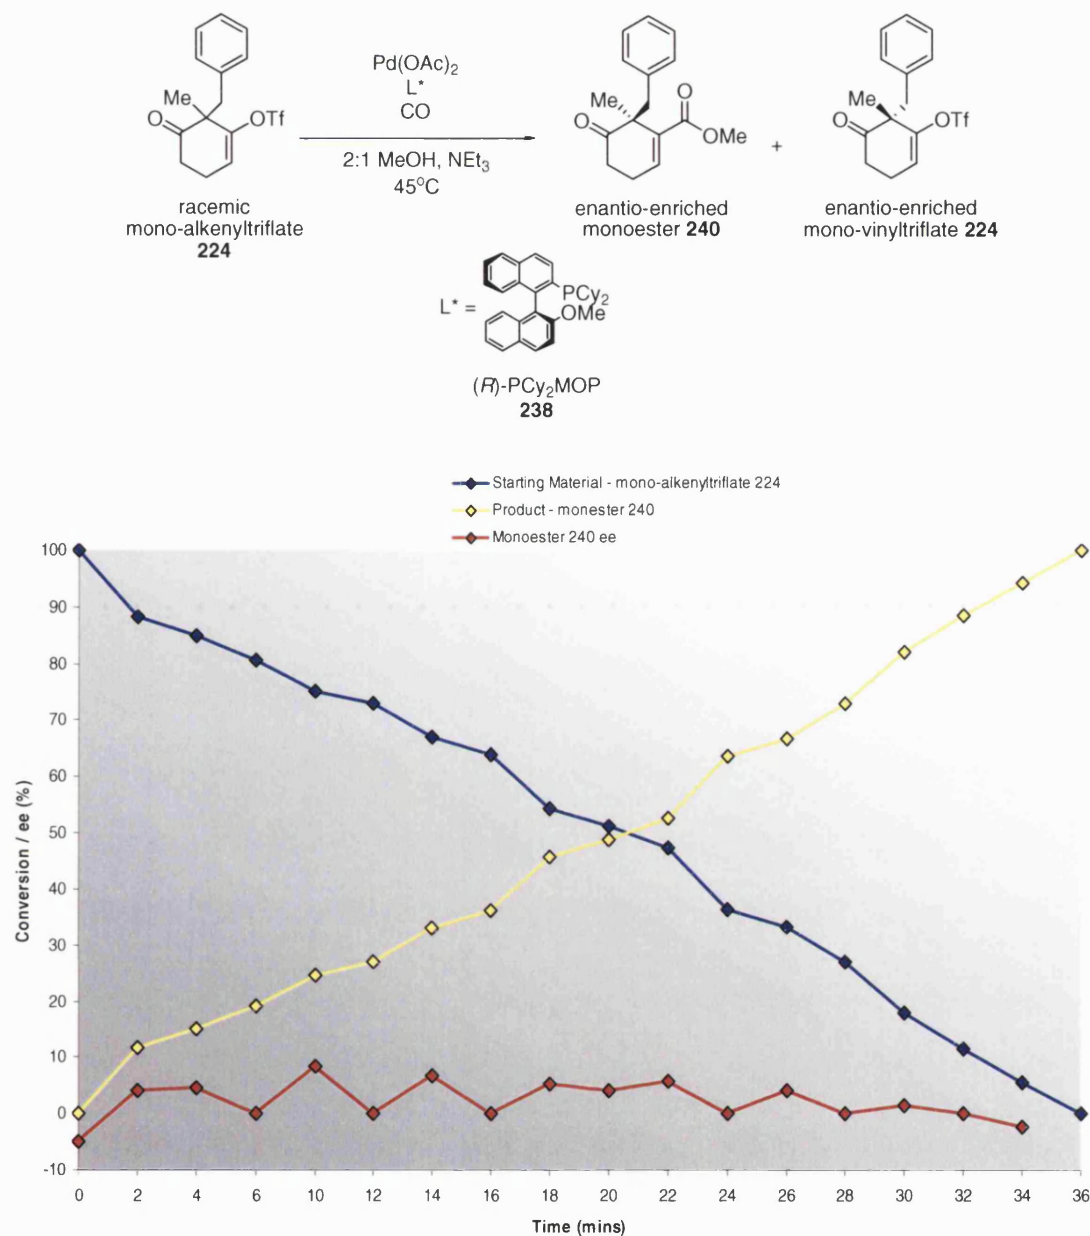 Pd(OAc)2
L*
CO
2:1 MeOH, NEt3
45°C
Me
O
OTf
racemic
mono-alkenyltriflate
224
Me
O
O
OMe
enantio-enriched
monoester 240
+
Me
O
OTf
enantio-enriched
mono-vinyltriflate 224
L* =
PCy2
OMe
(R)-PCy2MOP
238
Starting Material - mono-alkenyltriflate 224
Product - monester 240
Monoester 240 ee
Conversion / ee (%)
100
90
80
70
60
50
40
30
20
10
0
-10
0 2 4 6 10 12 14 16 18 20 22 24 26 28 30 32 34 36
Time (mins)